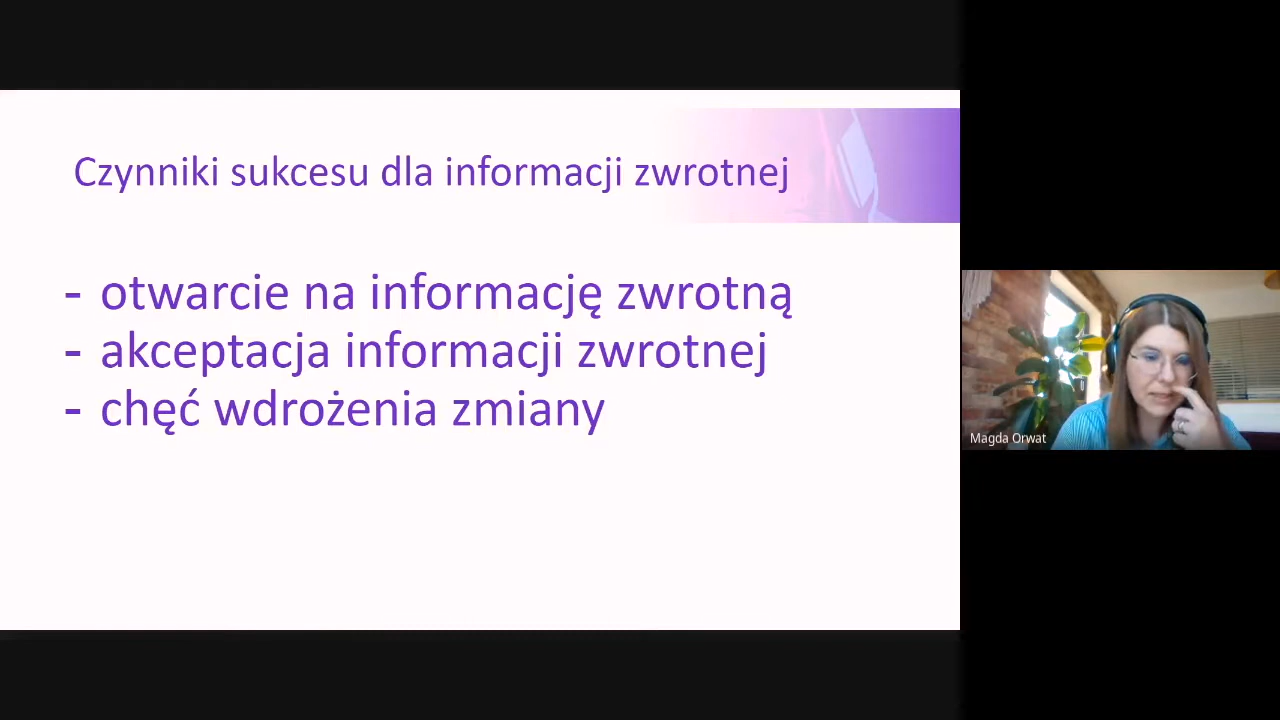 Czynniki sukcesu dla informacji zwrotnej
- otwarcie na informację zwrotną
- akceptacja informacji zwrotnej
- chęć wdrożenia zmiany
Magda Orwat